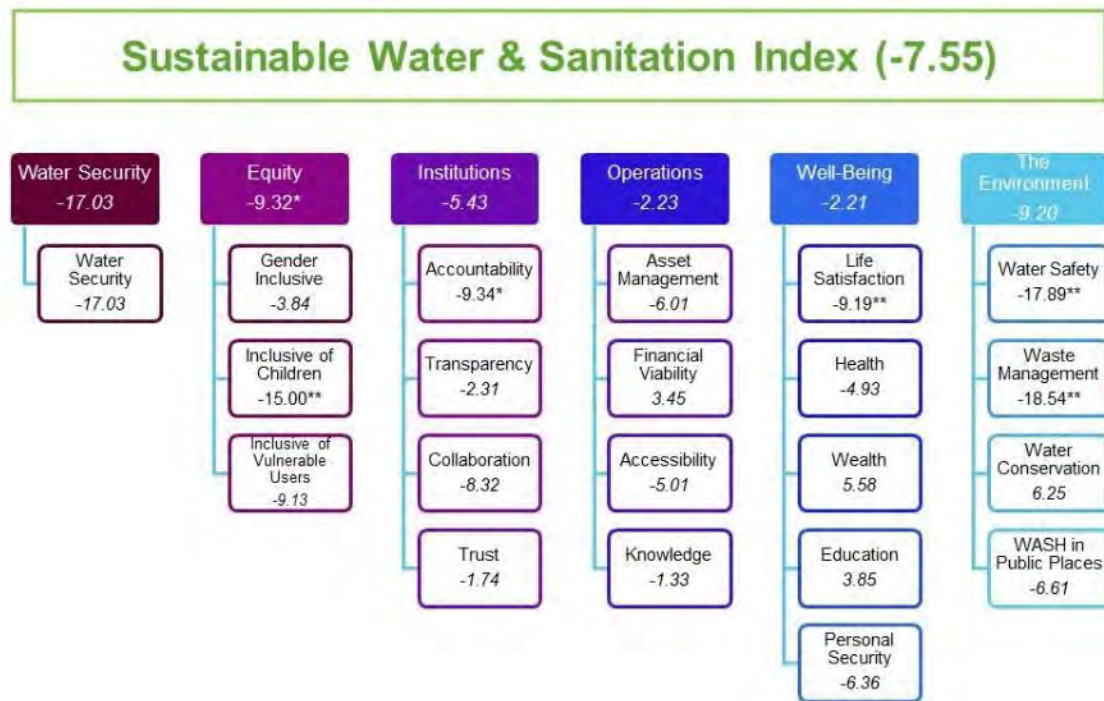 Sustainable Water & Sanitation Index (-7.55)
Water Security
-17.03
Water
Security
-17.03
Equity
-9.32*
Gender
Inclusive
-3.84
Inclusive of
Children
-15.00**
Inclusive of
Vulnerable
Users
-9.13
Institutions
-5.43
Accountability
-9.34*
Transparency
-2.31
Collaboration
-8.32
Trust
-1.74
Operations
-2.23
Asset
Management
-6.01
Financial
Viability
3.45
Accessibility
-5.01
Knowledge
-1.33
Well-Being
-2.21
Life
Satisfaction
-9.19**
Health
-4.93
Wealth
5.58
Education
3.85
Personal
Security
-6.36
The
Environment
-9.20
Water Safety
-17.89**
Waste
Management
-18.54**
Water
Conservation
6.25
WASH in
Public Places
-6.61